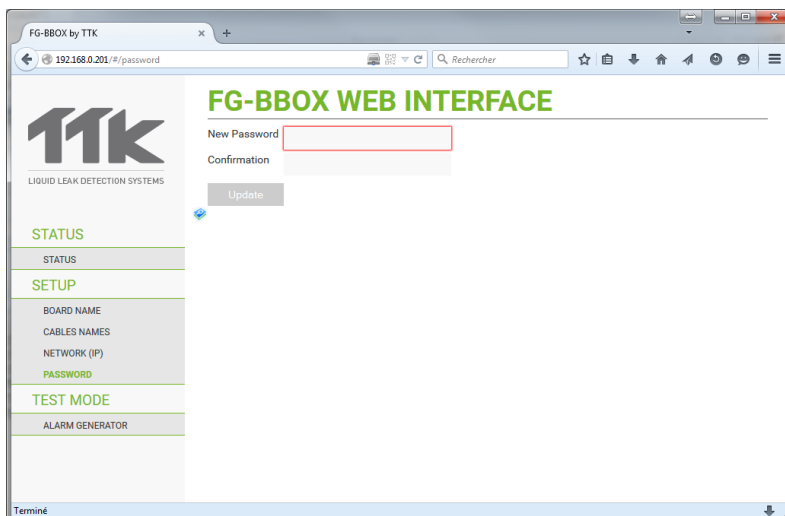 FG-BBOX by TTK
192.168.0.201/#/password
Rechercher
TTK
LIQUID LEAK DETECTION SYSTEMS
STATUS
STATUS
SETUP
BOARD NAME
CABLES NAMES
NETWORK (IP)
PASSWORD
TEST MODE
ALARM GENERATOR
FG-BBOX WEB INTERFACE
New Password
Confirmation
Update
Terminé